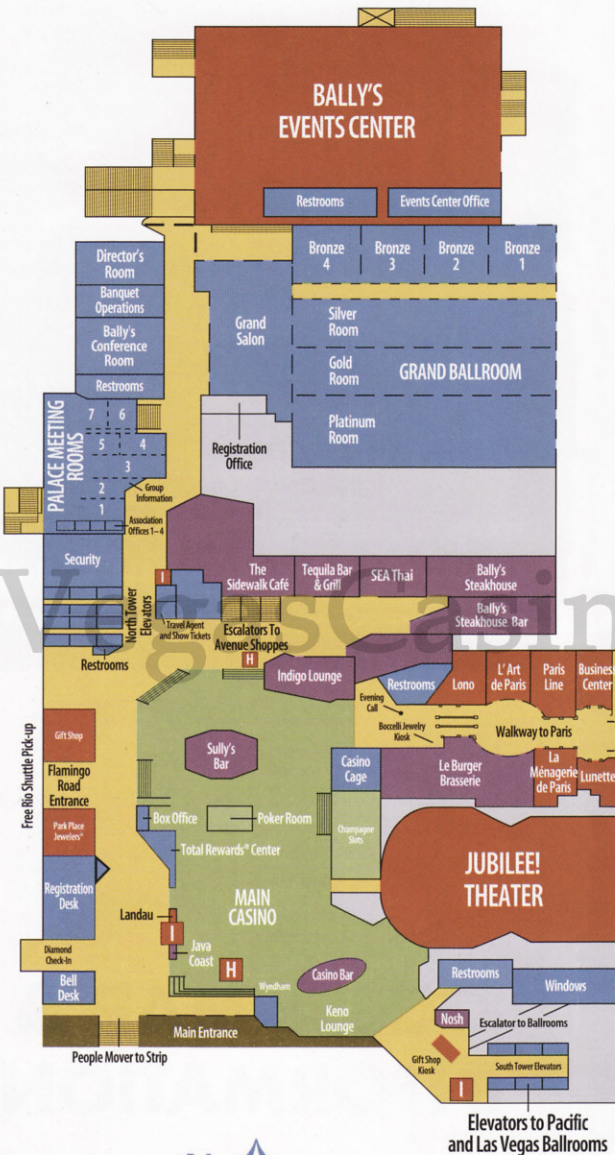 BALLY'S
EVENTS CENTER
Restrooms
Events Center Office
Bronze
4
Bronze
3
Bronze
2
Bronze
1
Director's
Room
Banquet
Operations
Bally's
Conference
Room
Restrooms
Grand
Salon
Silver
Room
Gold
Room
GRAND BALLROOM
Platinum
Room
Registration
Office
PALACE MEETING
ROOMS
7
6
5
4
3
2
1
Group
Information
Association
Offices 1–4
Security
The
Sidewalk Café
Tequila Bar
& Grill
SEA Thai
Bally's
Steakhouse
Bally's
Steakhouse Bar
VegasCasin
I
Travel Agent
and Show Tickets
North Tower
Elevators
Escalators To
Avenue Shoppes
H
Restrooms
Indigo Lounge
Restrooms
Lono
L' Art
de Paris
Paris
Line
Business
Center
Evening
Call
Boccelli Jewelry
Kiosk
Walkway to Paris
Gift Shop
Flamingo
Road
Entrance
Free Rio Shuttle Pick-up
Sully's
Bar
Casino
Cage
Le Burger
Brasserie
La
Ménagerie
de Paris
Lunette
Park Place
Jewelers®
Box Office
Poker Room
Champagne
Slots
Total Rewards® Center
JUBILEE!
THEATER
Registration
Desk
MAIN
CASINO
Landau
I
Java
Coast
H
Diamond
Check-In
Bell
Desk
Casino Bar
Wyndham
Keno
Lounge
Restrooms
Windows
Nosh
Escalator to Ballrooms
Main Entrance
People Mover to Strip
Gift Shop
Kiosk
South Tower Elevators
I
Elevators to Pacific
and Las Vegas Ballrooms